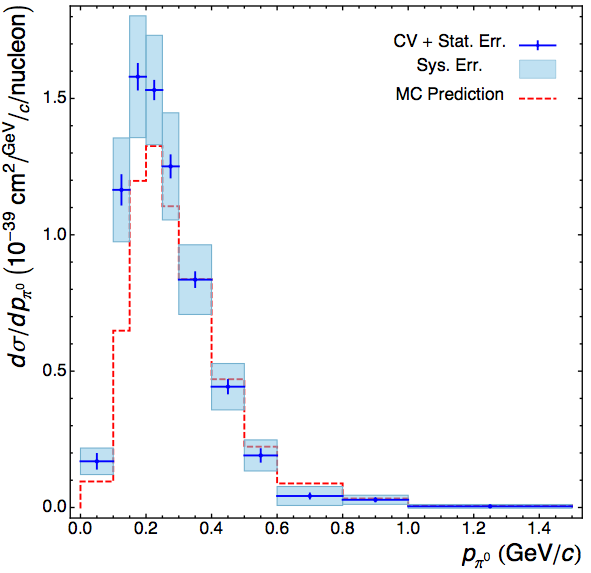 CV + Stat. Err.
Sys. Err.
MC Prediction
dσ/dp_π⁰ (10⁻³⁹ cm²/GeV/c/nucleon)
1.5
1.0
0.5
0.0
0.0 0.2 0.4 0.6 0.8 1.0 1.2 1.4
p_π⁰ (GeV/c)